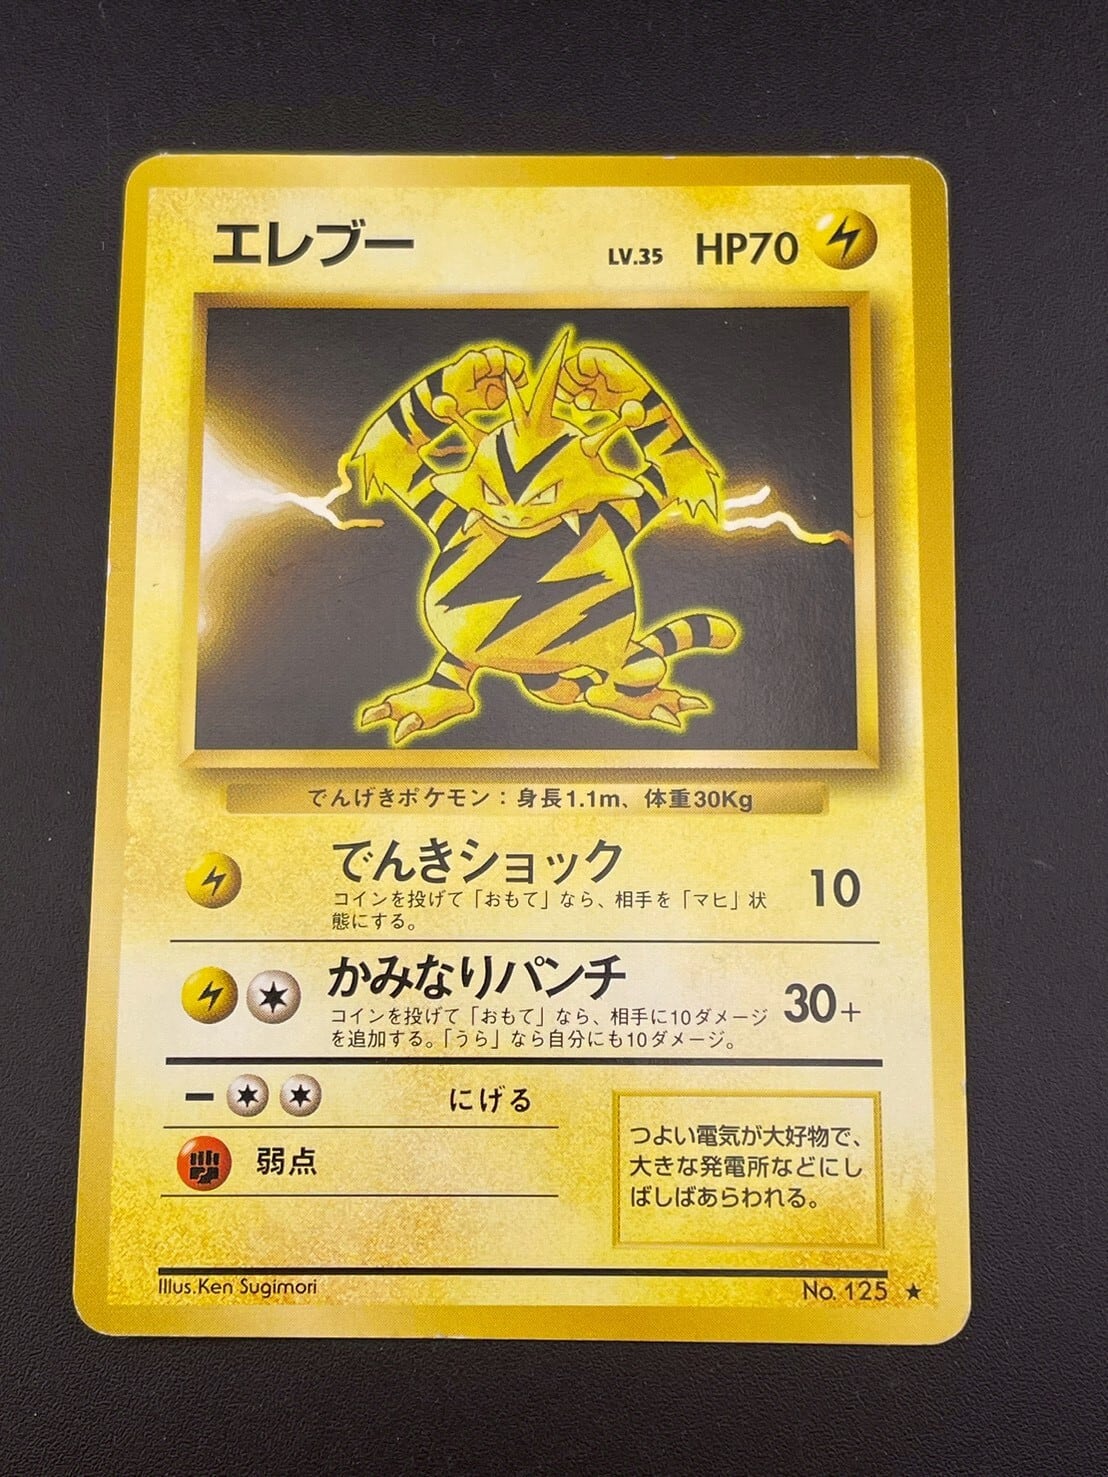 エレブー LV.35 HP70
でんげきポケモン：身長1.1m、体重30Kg
でんきショック 10
コインを投げて「おもて」なら、相手を「マヒ」状
態にする。
かみなりパンチ 30+
コインを投げて「おもて」なら、相手に10ダメージ
を追加する。「うら」なら自分にも10ダメージ。
ー にげる
弱点
つよい電気が大好物で、
大きな発電所などにし
ばしばあらわれる。
Illus.Ken Sugimori No. 125 ★